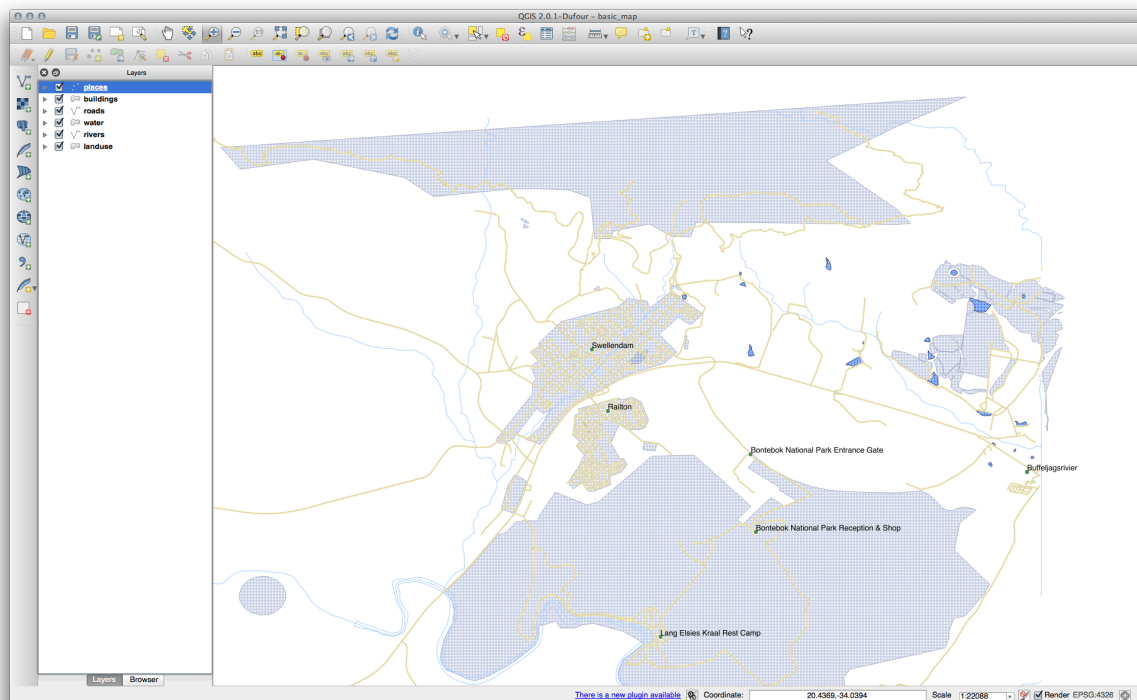 QGIS 2.0.1-Dufour – basic_map
Layers
places
buildings
roads
water
rivers
landuse
Swellendam
Railton
Bontebok National Park Entrance Gate
Buffeljagsrivier
Bontebok National Park Reception & Shop
Lang Elsies Kraal Rest Camp
Layers Browser
There is a new plugin available Coordinate: 20.4369,-34.0394 Scale 1:22088 Render EPSG:4326